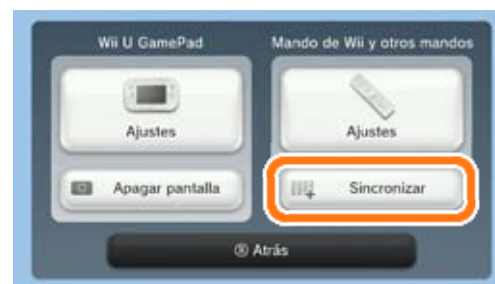 Wii U GamePad
Mando de Wii y otros mandos
Ajustes
Ajustes
Apagar pantalla
Sincronizar
Ⓑ Atrás